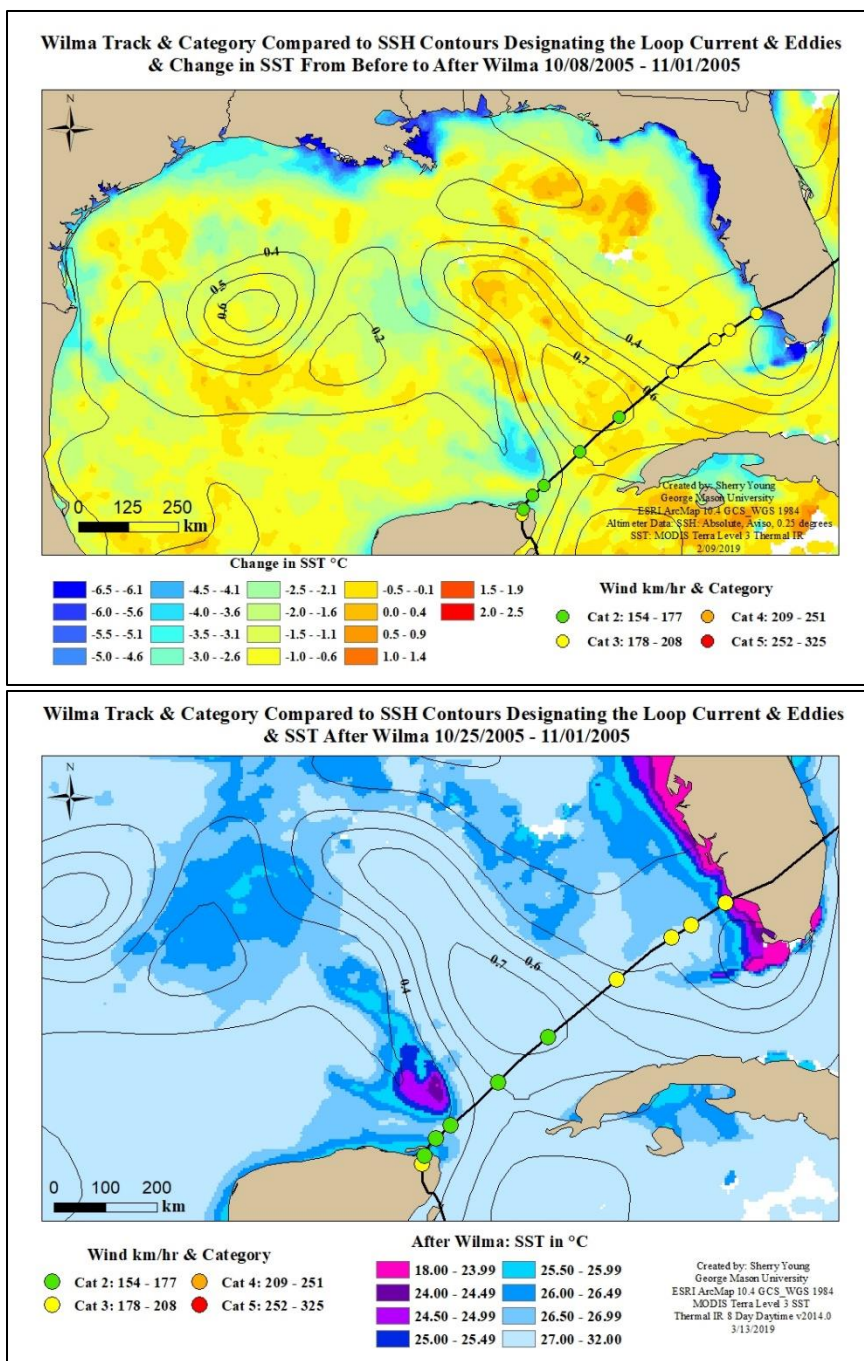 Wilma Track & Category Compared to SSH Contours Designating the Loop Current & Eddies
& Change in SST From Before to After Wilma 10/08/2005 - 11/01/2005
N
0.4
0.5
0.6
0.2
0.4
0.7
0.6
0 125 250
km
Created by: Sherry Young
George Mason University
ESRI ArcMap 10.4 GCS_WGS 1984
Altimeter Data: SSH: Absolute, Aviso, 0.25 degrees
SST: MODIS Terra Level 3 Thermal IR
2/09/2019
Change in SST °C
-6.5 - -6.1 -4.5 - -4.1 -2.5 - -2.1 -0.5 - -0.1 1.5 - 1.9
-6.0 - -5.6 -4.0 - -3.6 -2.0 - -1.6 0.0 - 0.4 2.0 - 2.5
-5.5 - -5.1 -3.5 - -3.1 -1.5 - -1.1 0.5 - 0.9
-5.0 - -4.6 -3.0 - -2.6 -1.0 - -0.6 1.0 - 1.4
Wind km/hr & Category
Cat 2: 154 - 177 Cat 4: 209 - 251
Cat 3: 178 - 208 Cat 5: 252 - 325
Wilma Track & Category Compared to SSH Contours Designating the Loop Current & Eddies
& SST After Wilma 10/25/2005 - 11/01/2005
N
0.7
0.6
0.4
0 100 200
km
Wind km/hr & Category
Cat 2: 154 - 177 Cat 4: 209 - 251
Cat 3: 178 - 208 Cat 5: 252 - 325
After Wilma: SST in °C
18.00 - 23.99 25.50 - 25.99
24.00 - 24.49 26.00 - 26.49
24.50 - 24.99 26.50 - 26.99
25.00 - 25.49 27.00 - 32.00
Created by: Sherry Young
George Mason University
ESRI ArcMap 10.4 GCS_WGS 1984
MODIS Terra Level 3 SST
Thermal IR 8 Day Daytime v2014.0
3/13/2019